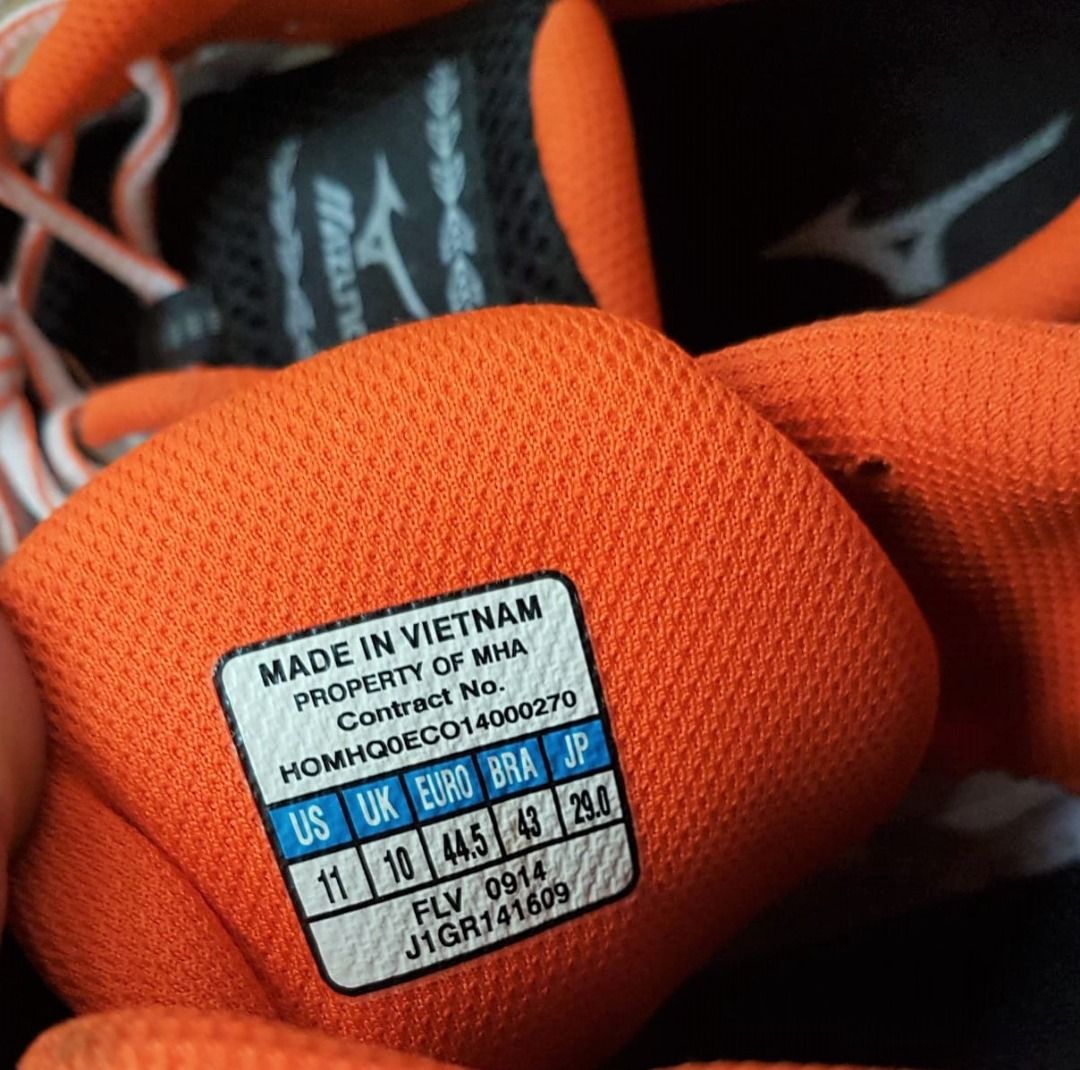 MIZUNO
MADE IN VIETNAM
PROPERTY OF MHA
Contract No.
HOMHQ0ECO14000270
US UK EURO BRA JP
11 10 44.5 43 29.0
FLV 0914
J1GR141609